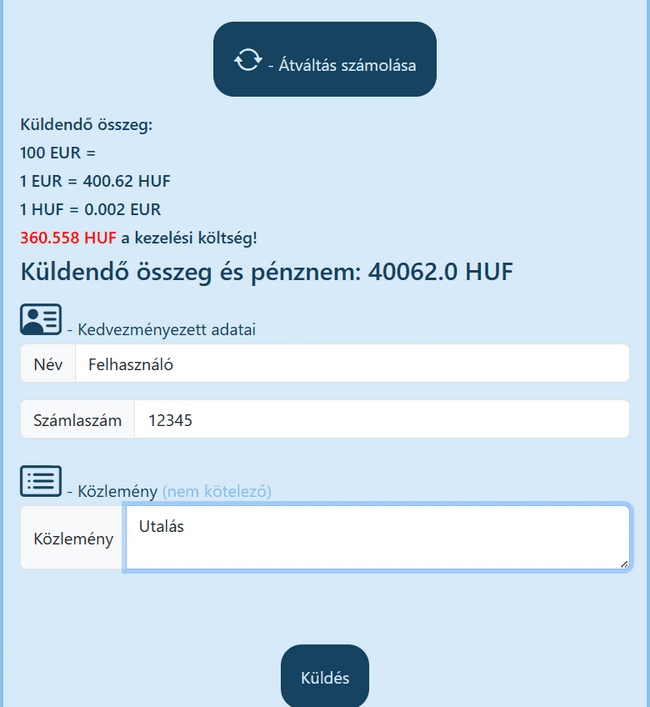 - Átváltás számolása
Küldendő összeg:
100 EUR =
1 EUR = 400.62 HUF
1 HUF = 0.002 EUR
360.558 HUF a kezelési költség!
Küldendő összeg és pénznem: 40062.0 HUF
- Kedvezményezett adatai
Név Felhasználó
Számlaszám 12345
- Közlemény (nem kötelező)
Közlemény Utalás
Küldés